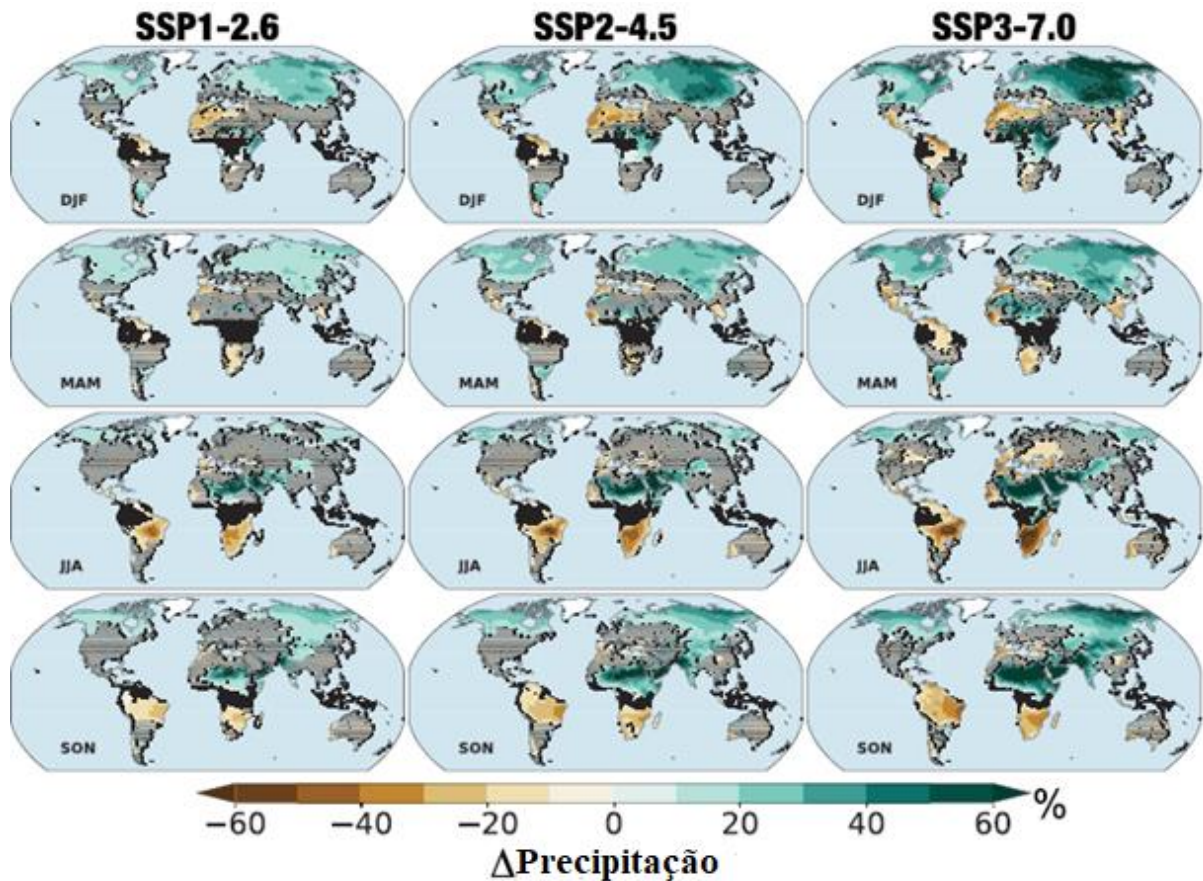 SSP1-2.6 SSP2-4.5 SSP3-7.0
DJF DJF DJF
MAM MAM MAM
JJA JJA JJA
SON SON SON
−60 −40 −20 0 20 40 60 %
ΔPrecipitação